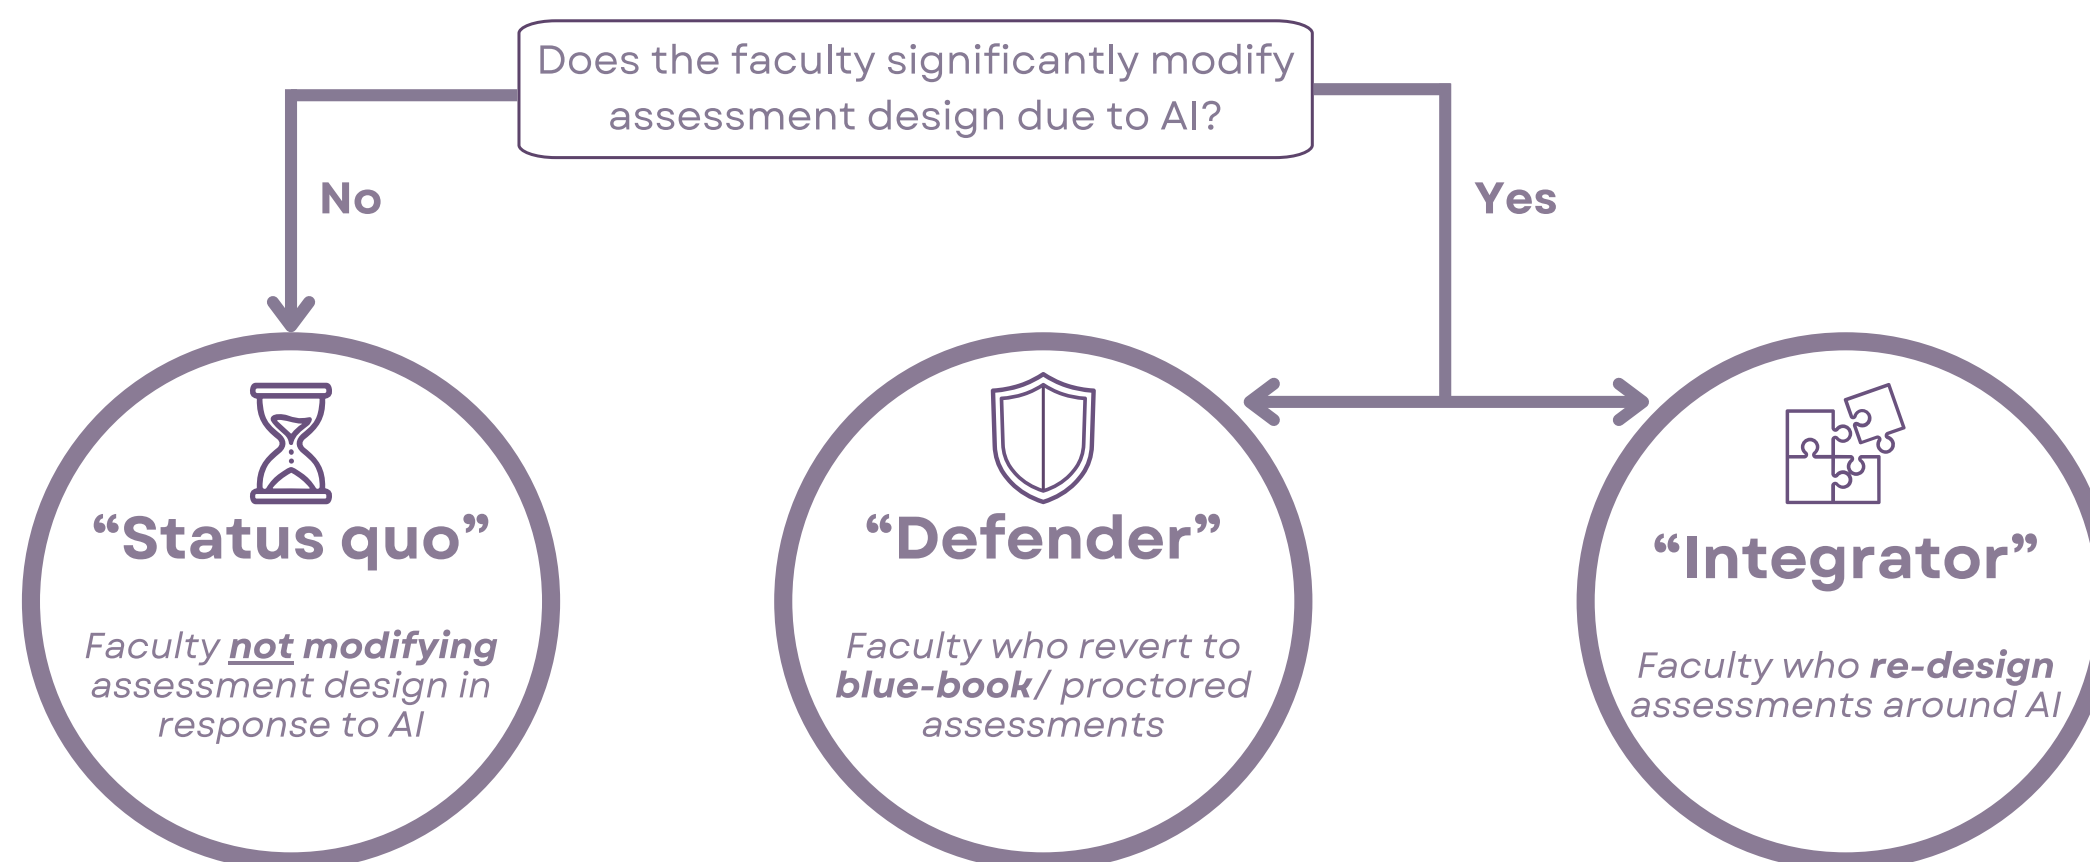 Does the faculty significantly modify
assessment design due to AI?
No
Yes
“Status quo”
Faculty not modifying
assessment design in
response to AI
“Defender”
Faculty who revert to
blue-book/ proctored
assessments
“Integrator”
Faculty who re-design
assessments around AI